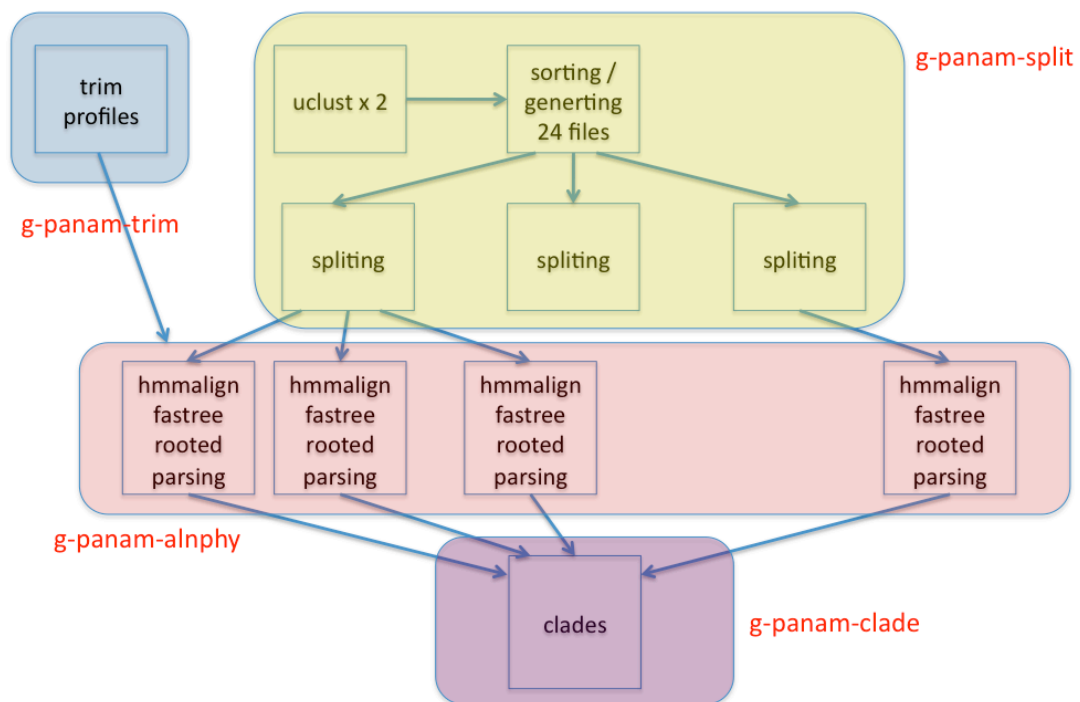 trim
profiles
uclust x 2
sorting /
generting
24 files
g-panam-split
g-panam-trim
spliting
spliting
spliting
hmmalign
fastree
rooted
parsing
hmmalign
fastree
rooted
parsing
hmmalign
fastree
rooted
parsing
hmmalign
fastree
rooted
parsing
g-panam-alnphy
clades
g-panam-clade